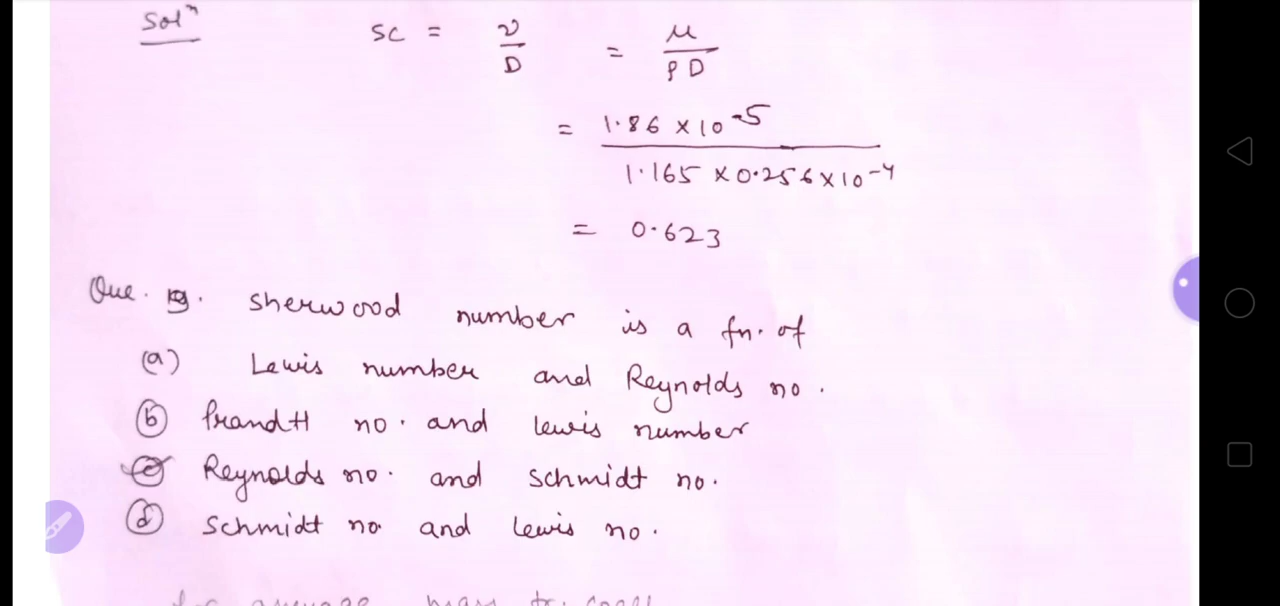 Solⁿ
SC = ν/D = μ/ρD
= 1.86 × 10⁻⁵ / 1.165 × 0.256 × 10⁻⁴
= 0.623
Que. 19. Sherwood number is a fn. of
(a) Lewis number and Reynolds no.
(b) Prandtl no. and lewis number
(c) Reynolds no. and Schmidt no.
(d) Schmidt no. and lewis no.